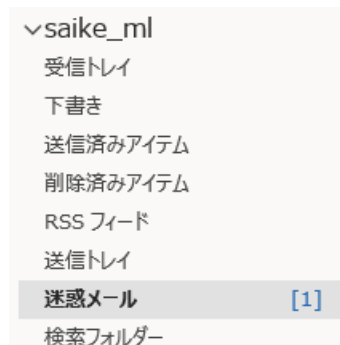 saike_ml
受信トレイ
下書き
送信済みアイテム
削除済みアイテム
RSS フィード
送信トレイ
迷惑メール [1]
検索フォルダー